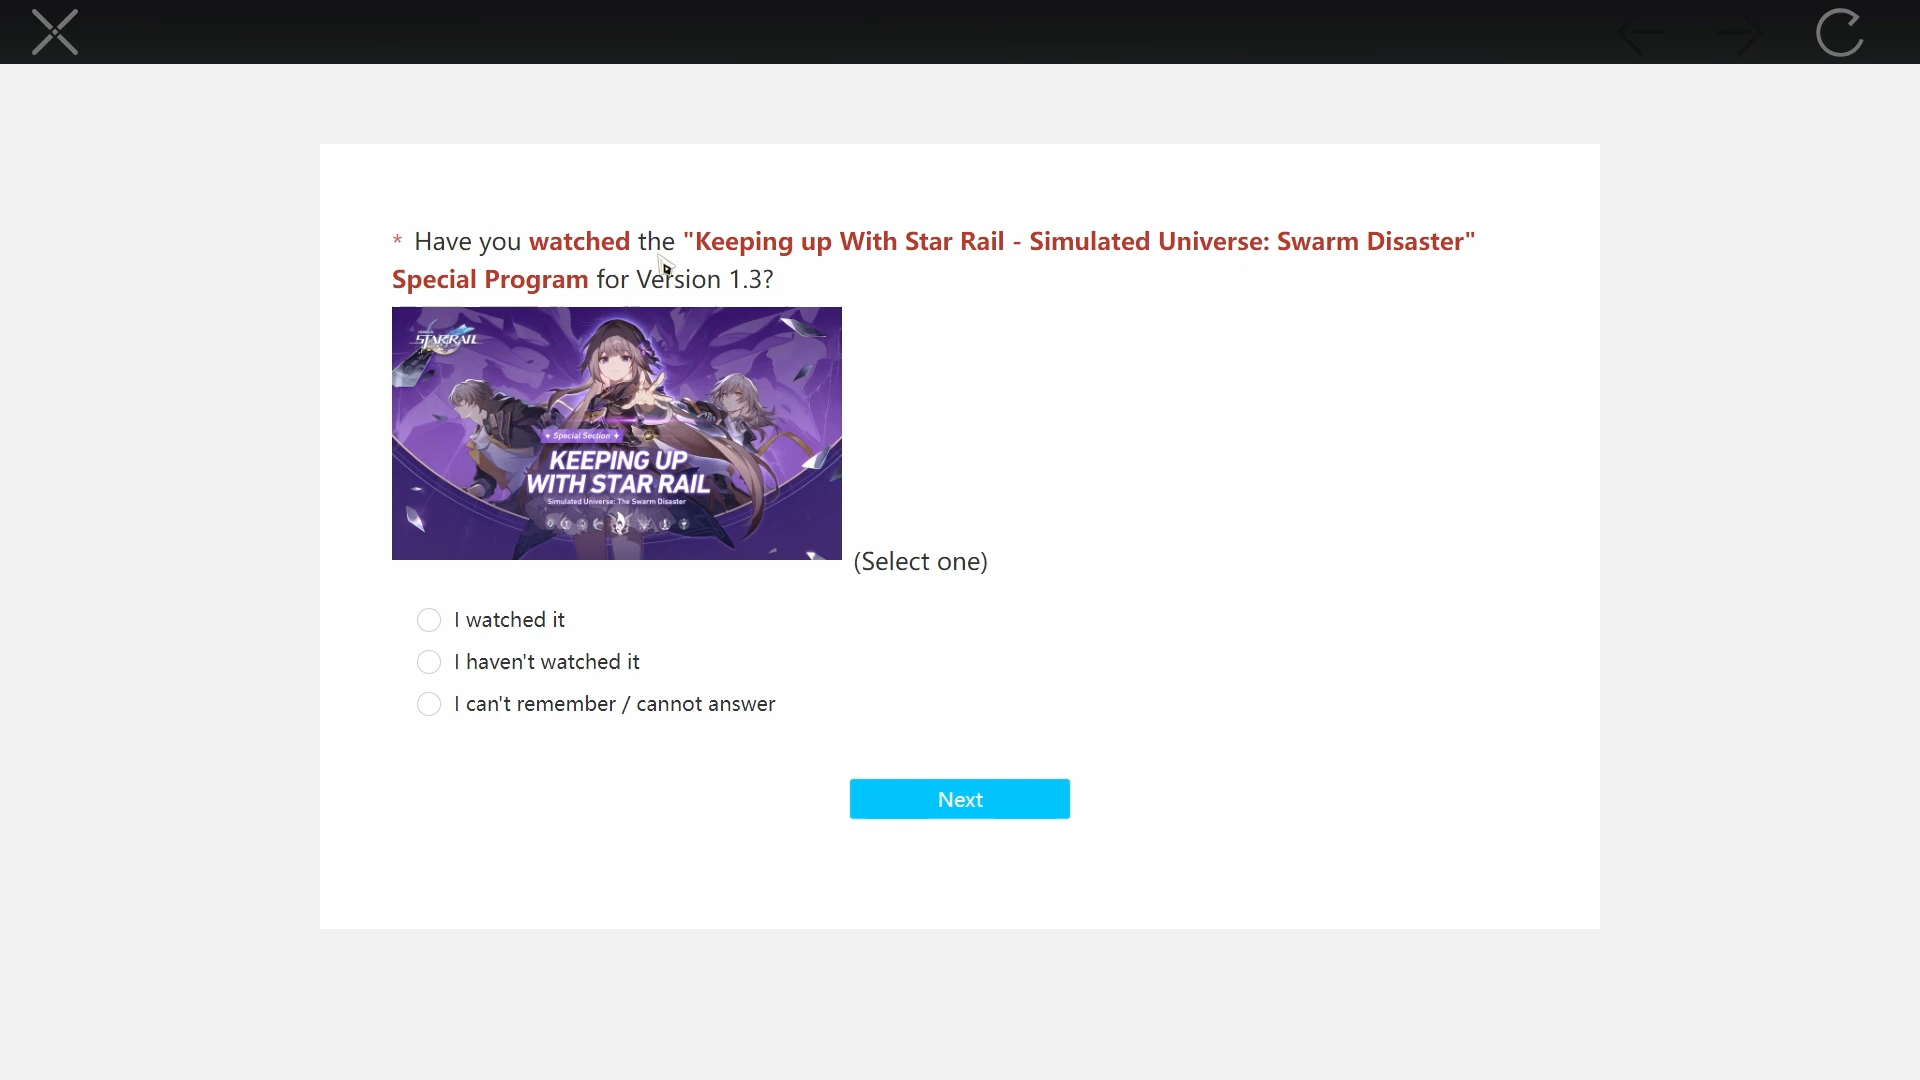 * Have you watched the "Keeping up With Star Rail - Simulated Universe: Swarm Disaster"
Special Program for Version 1.3?
STAR RAIL
✦ Special Section ✦
KEEPING UP
WITH STAR RAIL
Simulated Universe: The Swarm Disaster
(Select one)
I watched it
I haven't watched it
I can't remember / cannot answer
Next